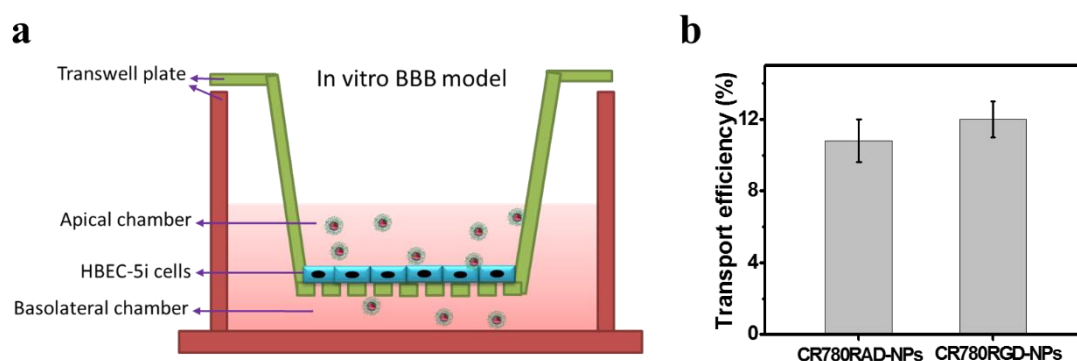 a
In vitro BBB model
Transwell plate
Apical chamber
HBEC-5i cells
Basolateral chamber
b
Transport efficiency (%)
12
8
4
0
CR780RAD-NPs
CR780RGD-NPs